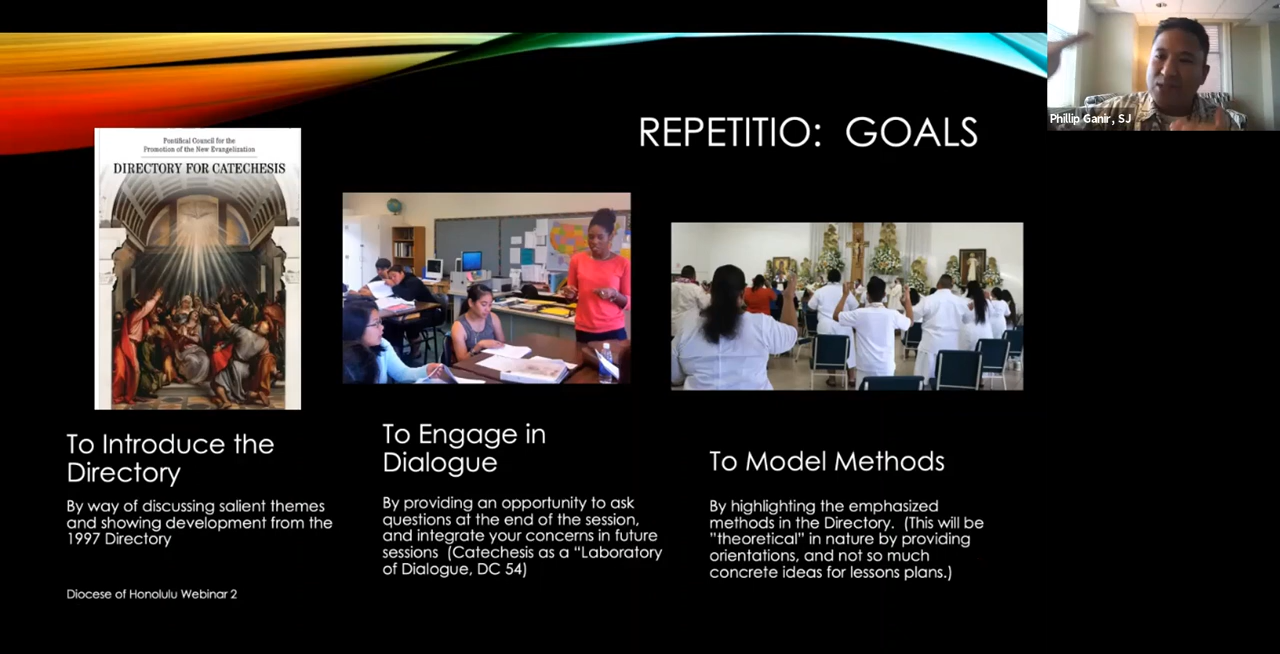 REPETITIO: GOALS
Phillip Ganir, SJ
Pontifical Council for the
Promotion of the New Evangelization
DIRECTORY FOR CATECHESIS
To Introduce the
Directory
By way of discussing salient themes
and showing development from the
1997 Directory
To Engage in
Dialogue
By providing an opportunity to ask
questions at the end of the session,
and integrate your concerns in future
sessions (Catechesis as a “Laboratory
of Dialogue, DC 54)
To Model Methods
By highlighting the emphasized
methods in the Directory. (This will be
"theoretical” in nature by providing
orientations, and not so much
concrete ideas for lessons plans.)
Diocese of Honolulu Webinar 2